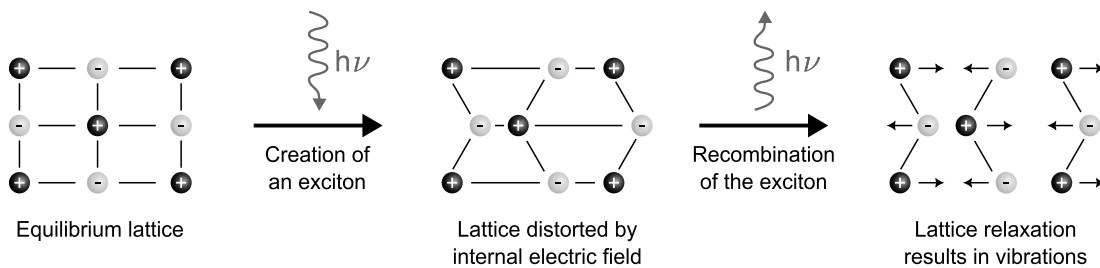 hν
hν
+ - +
- + -
+ - +
+ - +
- + -
+ - +
+ - +
- + -
+ - +
Creation of
an exciton
Recombination
of the exciton
Equilibrium lattice
Lattice distorted by
internal electric field
Lattice relaxation
results in vibrations